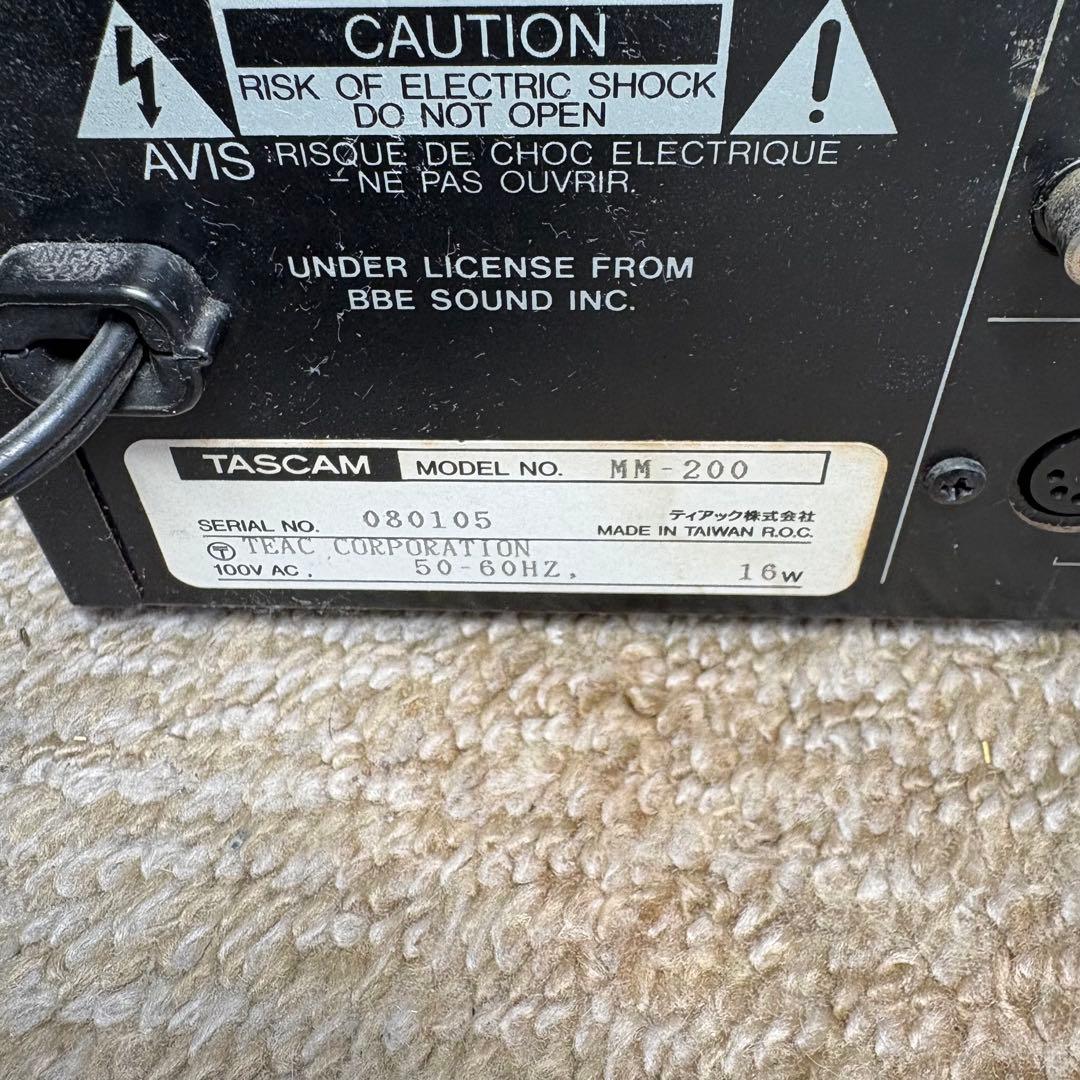 CAUTION
RISK OF ELECTRIC SHOCK
DO NOT OPEN
AVIS RISQUE DE CHOC ELECTRIQUE
– NE PAS OUVRIR.
UNDER LICENSE FROM
BBE SOUND INC.
TASCAM MODEL NO. MM-200
SERIAL NO. 080105
ティアック株式会社
MADE IN TAIWAN R.O.C.
〶 TEAC CORPORATION
100V AC. 50-60HZ, 16W